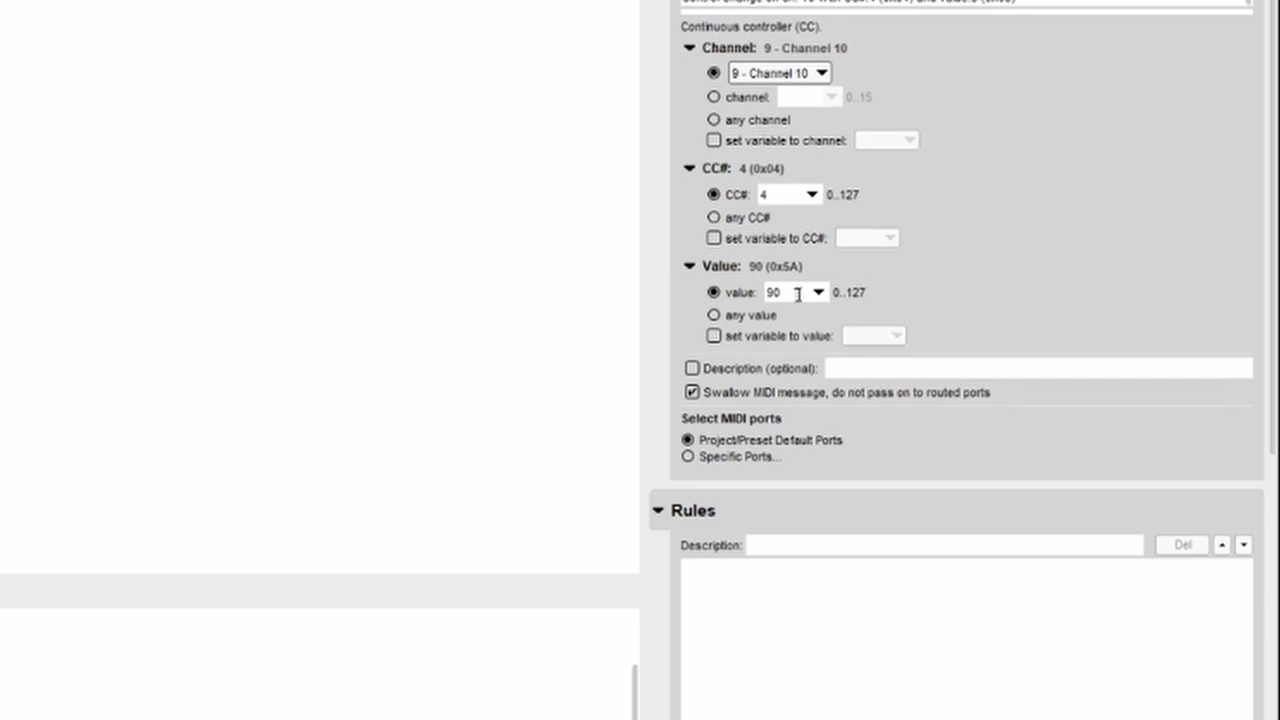 Continuous controller (CC).
Channel: 9 - Channel 10
9 - Channel 10
channel: 0..15
any channel
set variable to channel:
CC#: 4 (0x04)
CC#: 4 0..127
any CC#
set variable to CC#:
Value: 90 (0x5A)
value: 90 0..127
any value
set variable to value:
Description (optional):
Swallow MIDI message, do not pass on to routed ports
Select MIDI ports
Project/Preset Default Ports
Specific Ports...
Rules
Description: Del